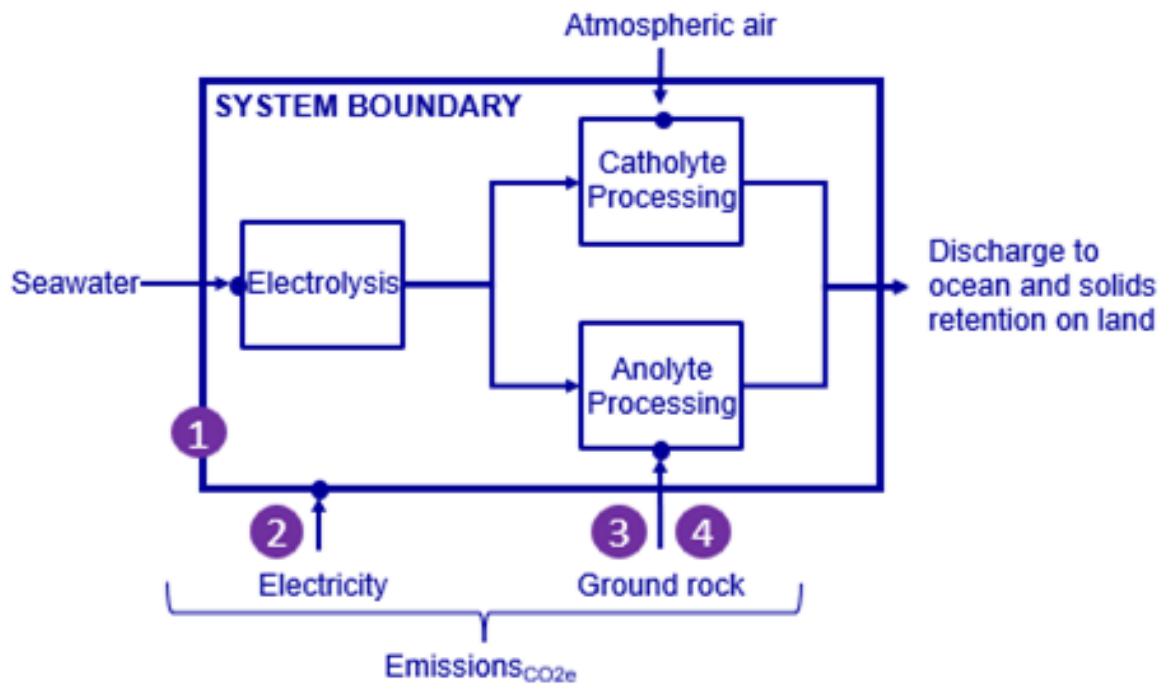 Atmospheric air
SYSTEM BOUNDARY
Catholyte
Processing
Seawater
Electrolysis
Discharge to
ocean and solids
retention on land
Anolyte
Processing
1
2
3
4
Electricity
Ground rock
Emissions_CO2e